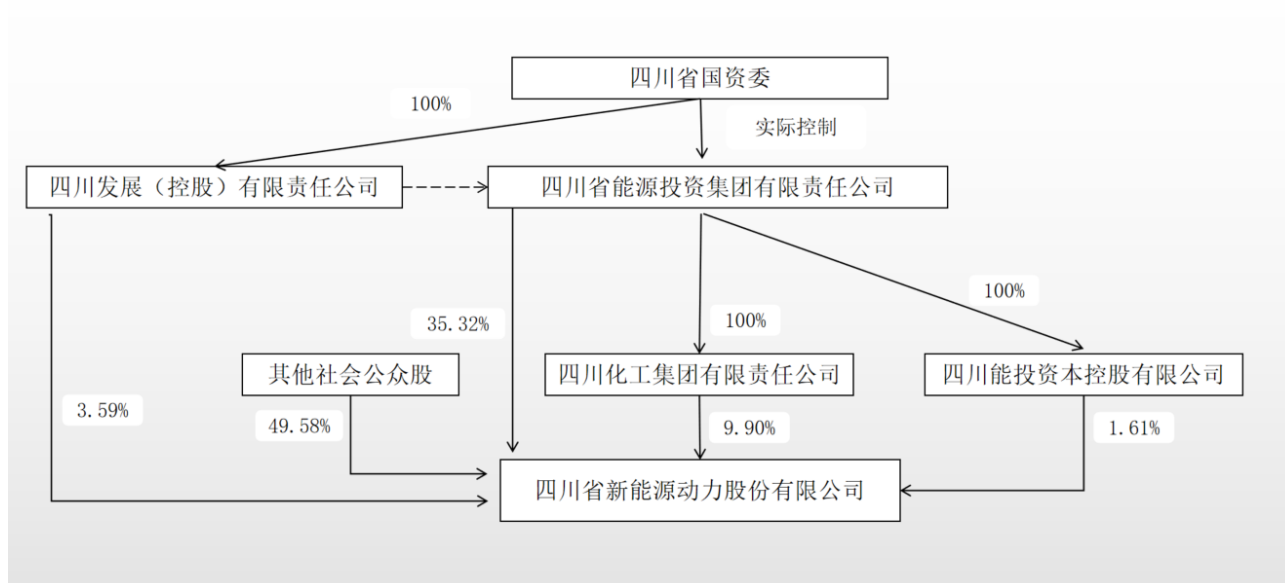 四川省国资委
100%
实际控制
四川发展（控股）有限责任公司
四川省能源投资集团有限责任公司
100%
35.32%
100%
其他社会公众股
四川化工集团有限责任公司
四川能投资本控股有限公司
3.59%
49.58%
9.90%
1.61%
四川省新能源动力股份有限公司